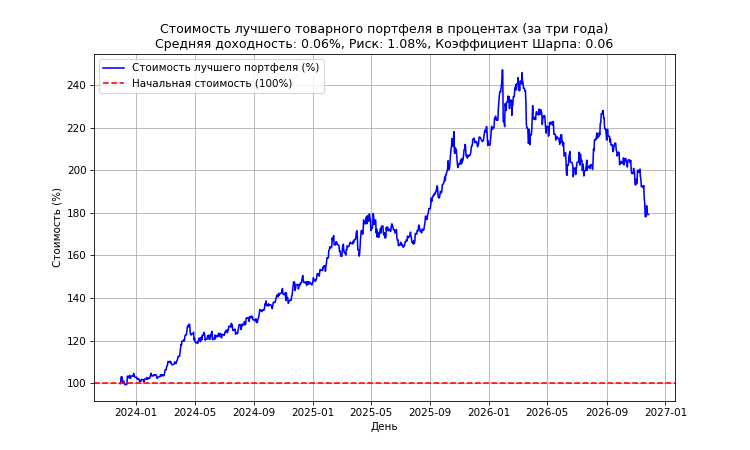 Стоимость лучшего товарного портфеля в процентах (за три года)
Средняя доходность: 0.06%, Риск: 1.08%, Коэффициент Шарпа: 0.06
Стоимость лучшего портфеля (%)
Начальная стоимость (100%)
Стоимость (%)
240
220
200
180
160
140
120
100
2024-01 2024-05 2024-09 2025-01 2025-05 2025-09 2026-01 2026-05 2026-09 2027-01
День